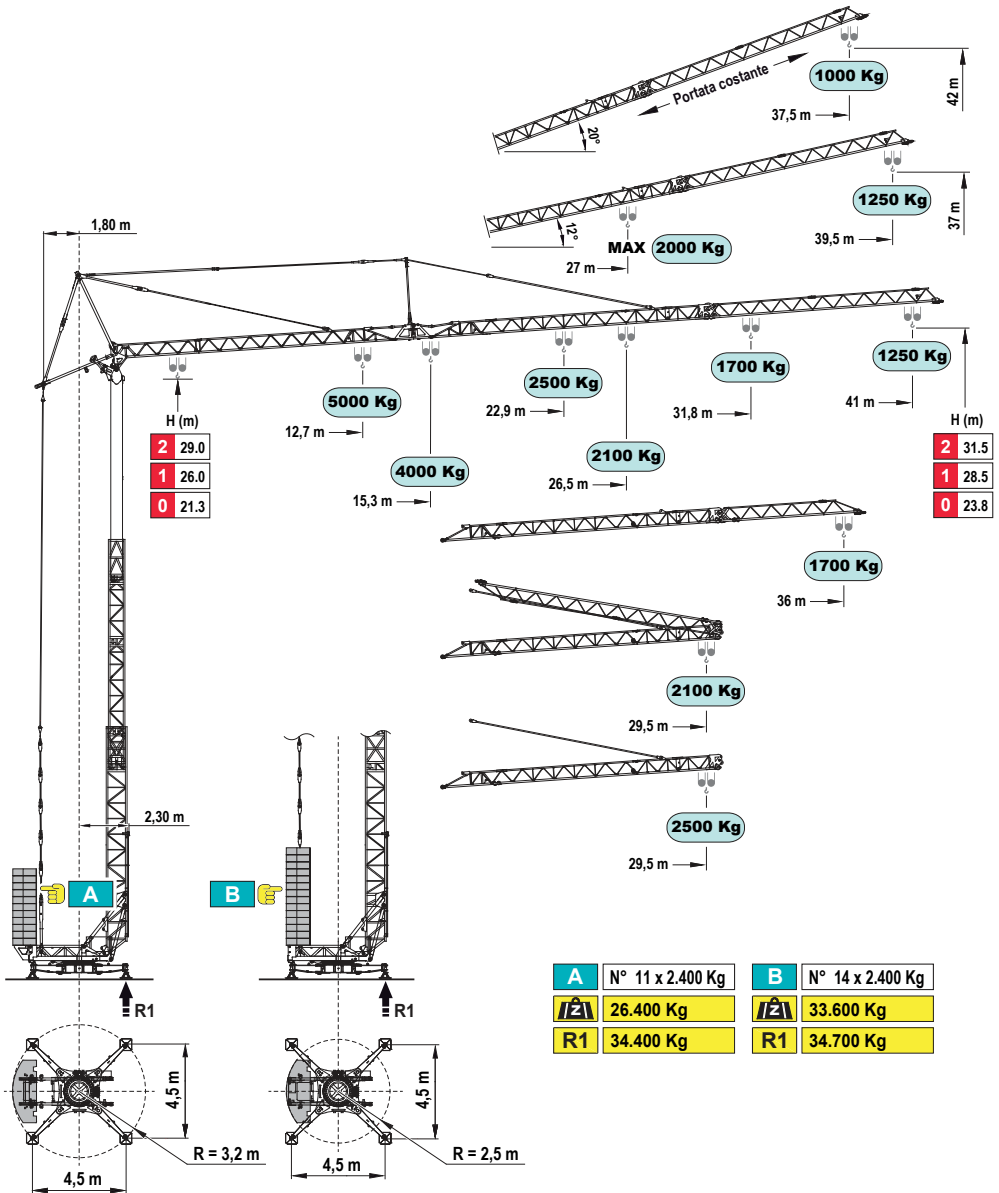 1000 Kg
Portata costante
37,5 m
42 m
20°
1250 Kg
39,5 m
37 m
12°
MAX 2000 Kg
27 m
1,80 m
5000 Kg
12,7 m
4000 Kg
15,3 m
2500 Kg
22,9 m
2100 Kg
26,5 m
1700 Kg
31,8 m
1250 Kg
41 m
H (m)
2 29.0
1 26.0
0 21.3
H (m)
2 31.5
1 28.5
0 23.8
1700 Kg
36 m
2100 Kg
29,5 m
2500 Kg
29,5 m
2,30 m
A
B
R1
R1
A N° 11 x 2.400 Kg
Z 26.400 Kg
R1 34.400 Kg
B N° 14 x 2.400 Kg
Z 33.600 Kg
R1 34.700 Kg
4,5 m
R = 3,2 m
4,5 m
4,5 m
R = 2,5 m
4,5 m